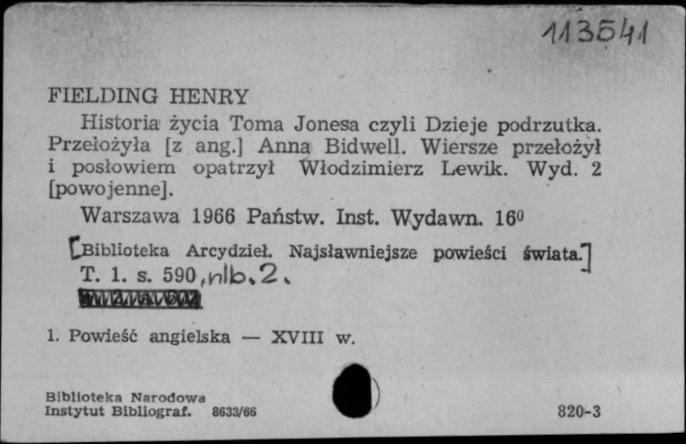 113541
FIELDING HENRY
Historia życia Toma Jonesa czyli Dzieje podrzutka.
Przełożyła [z ang.] Anna Bidwell. Wiersze przełożył
i posłowiem opatrzył Włodzimierz Lewik. Wyd. 2
[powojenne].
Warszawa 1966 Państw. Inst. Wydawn. 16⁰
[Biblioteka Arcydzieł. Najsławniejsze powieści świata.]
T. 1. s. 590, nlb. 2.
1. Powieść angielska — XVIII w.
Biblioteka Narodowa
Instytut Bibliograf. 8633/66
820-3